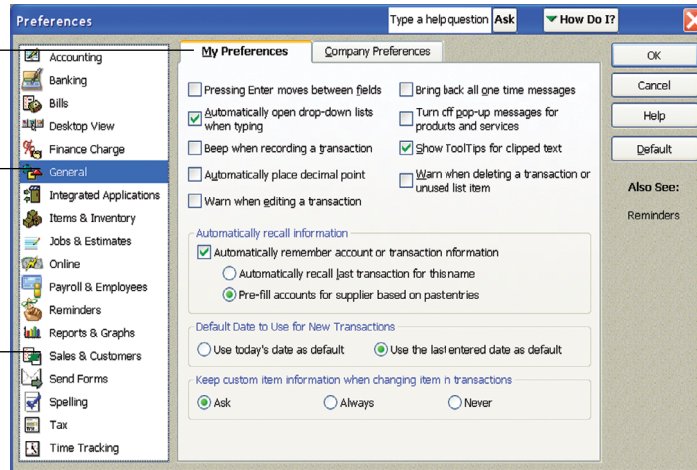 Preferences
Type a help question Ask
How Do I?
Accounting
Banking
Bills
Desktop View
Finance Charge
General
Integrated Applications
Items & Inventory
Jobs & Estimates
Online
Payroll & Employees
Reminders
Reports & Graphs
Sales & Customers
Send Forms
Spelling
Tax
Time Tracking
My Preferences
Company Preferences
Pressing Enter moves between fields
Automatically open drop-down lists
when typing
Beep when recording a transaction
Automatically place decimal point
Warn when editing a transaction
Bring back all one time messages
Turn off pop-up messages for
products and services
Show ToolTips for clipped text
Warn when deleting a transaction or
unused list item
Automatically recall information
Automatically remember account or transaction nformation
Automatically recall last transaction for thisname
Pre-fill accounts for supplier based on pastentries
Default Date to Use for New Transactions
Use today's date as default
Use the last entered date as default
Keep custom item information when changing item n transactions
Ask
Always
Never
OK
Cancel
Help
Default
Also See:
Reminders